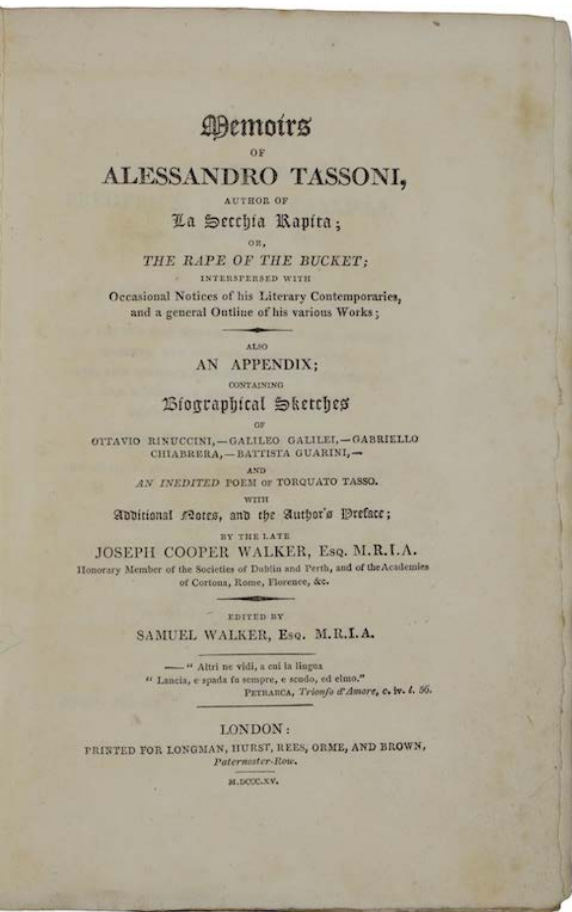 Memoirs
OF
ALESSANDRO TASSONI,
AUTHOR OF
La Secchia Rapita;
OR,
THE RAPE OF THE BUCKET;
INTERSPERSED WITH
Occasional Notices of his Literary Contemporaries,
and a general Outline of his various Works;
ALSO
AN APPENDIX;
CONTAINING
Biographical Sketches
OF
OTTAVIO RINUCCINI,—GALILEO GALILEI,—GABRIELLO
CHIABRERA,—BATTISTA GUARINI,—
AND
AN INEDITED POEM OF TORQUATO TASSO.
WITH
Additional Notes, and the Author's Preface;
BY THE LATE
JOSEPH COOPER WALKER, Esq. M.R.I.A.
Honorary Member of the Societies of Dublin and Perth, and of the Academies
of Cortona, Rome, Florence, &c.
EDITED BY
SAMUEL WALKER, Esq. M.R.I.A.
—— " Altri ne vidi, a cui la lingua
" Lancia, e spada fu sempre, e scudo, ed elmo."
PETRARCA, Trionfo d'Amore, c. iv. l. 56.
LONDON:
PRINTED FOR LONGMAN, HURST, REES, ORME, AND BROWN,
Paternoster-Row.
M.DCCC.XV.